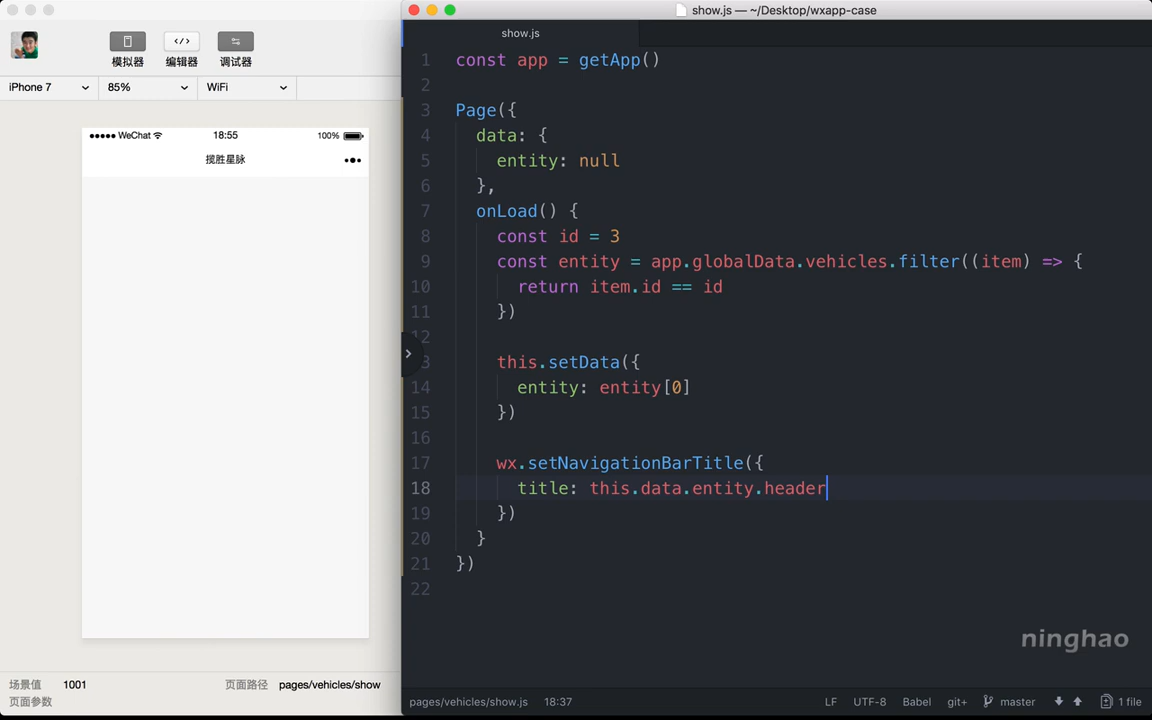 show.js — ~/Desktop/wxapp-case
模拟器
编辑器
调试器
iPhone 7
85%
WiFi
WeChat
18:55
100%
揽胜星脉
场景值
1001
页面路径
pages/vehicles/show
页面参数
show.js
1 const app = getApp()
2
3 Page({
4 data: {
5 entity: null
6 },
7 onLoad() {
8 const id = 3
9 const entity = app.globalData.vehicles.filter((item) => {
10 return item.id == id
11 })
12
3 this.setData({
14 entity: entity[0]
15 })
16
17 wx.setNavigationBarTitle({
18 title: this.data.entity.header
19 })
20 }
21 })
22
ninghao
pages/vehicles/show.js
18:37
LF
UTF-8
Babel
git+
master
1 file